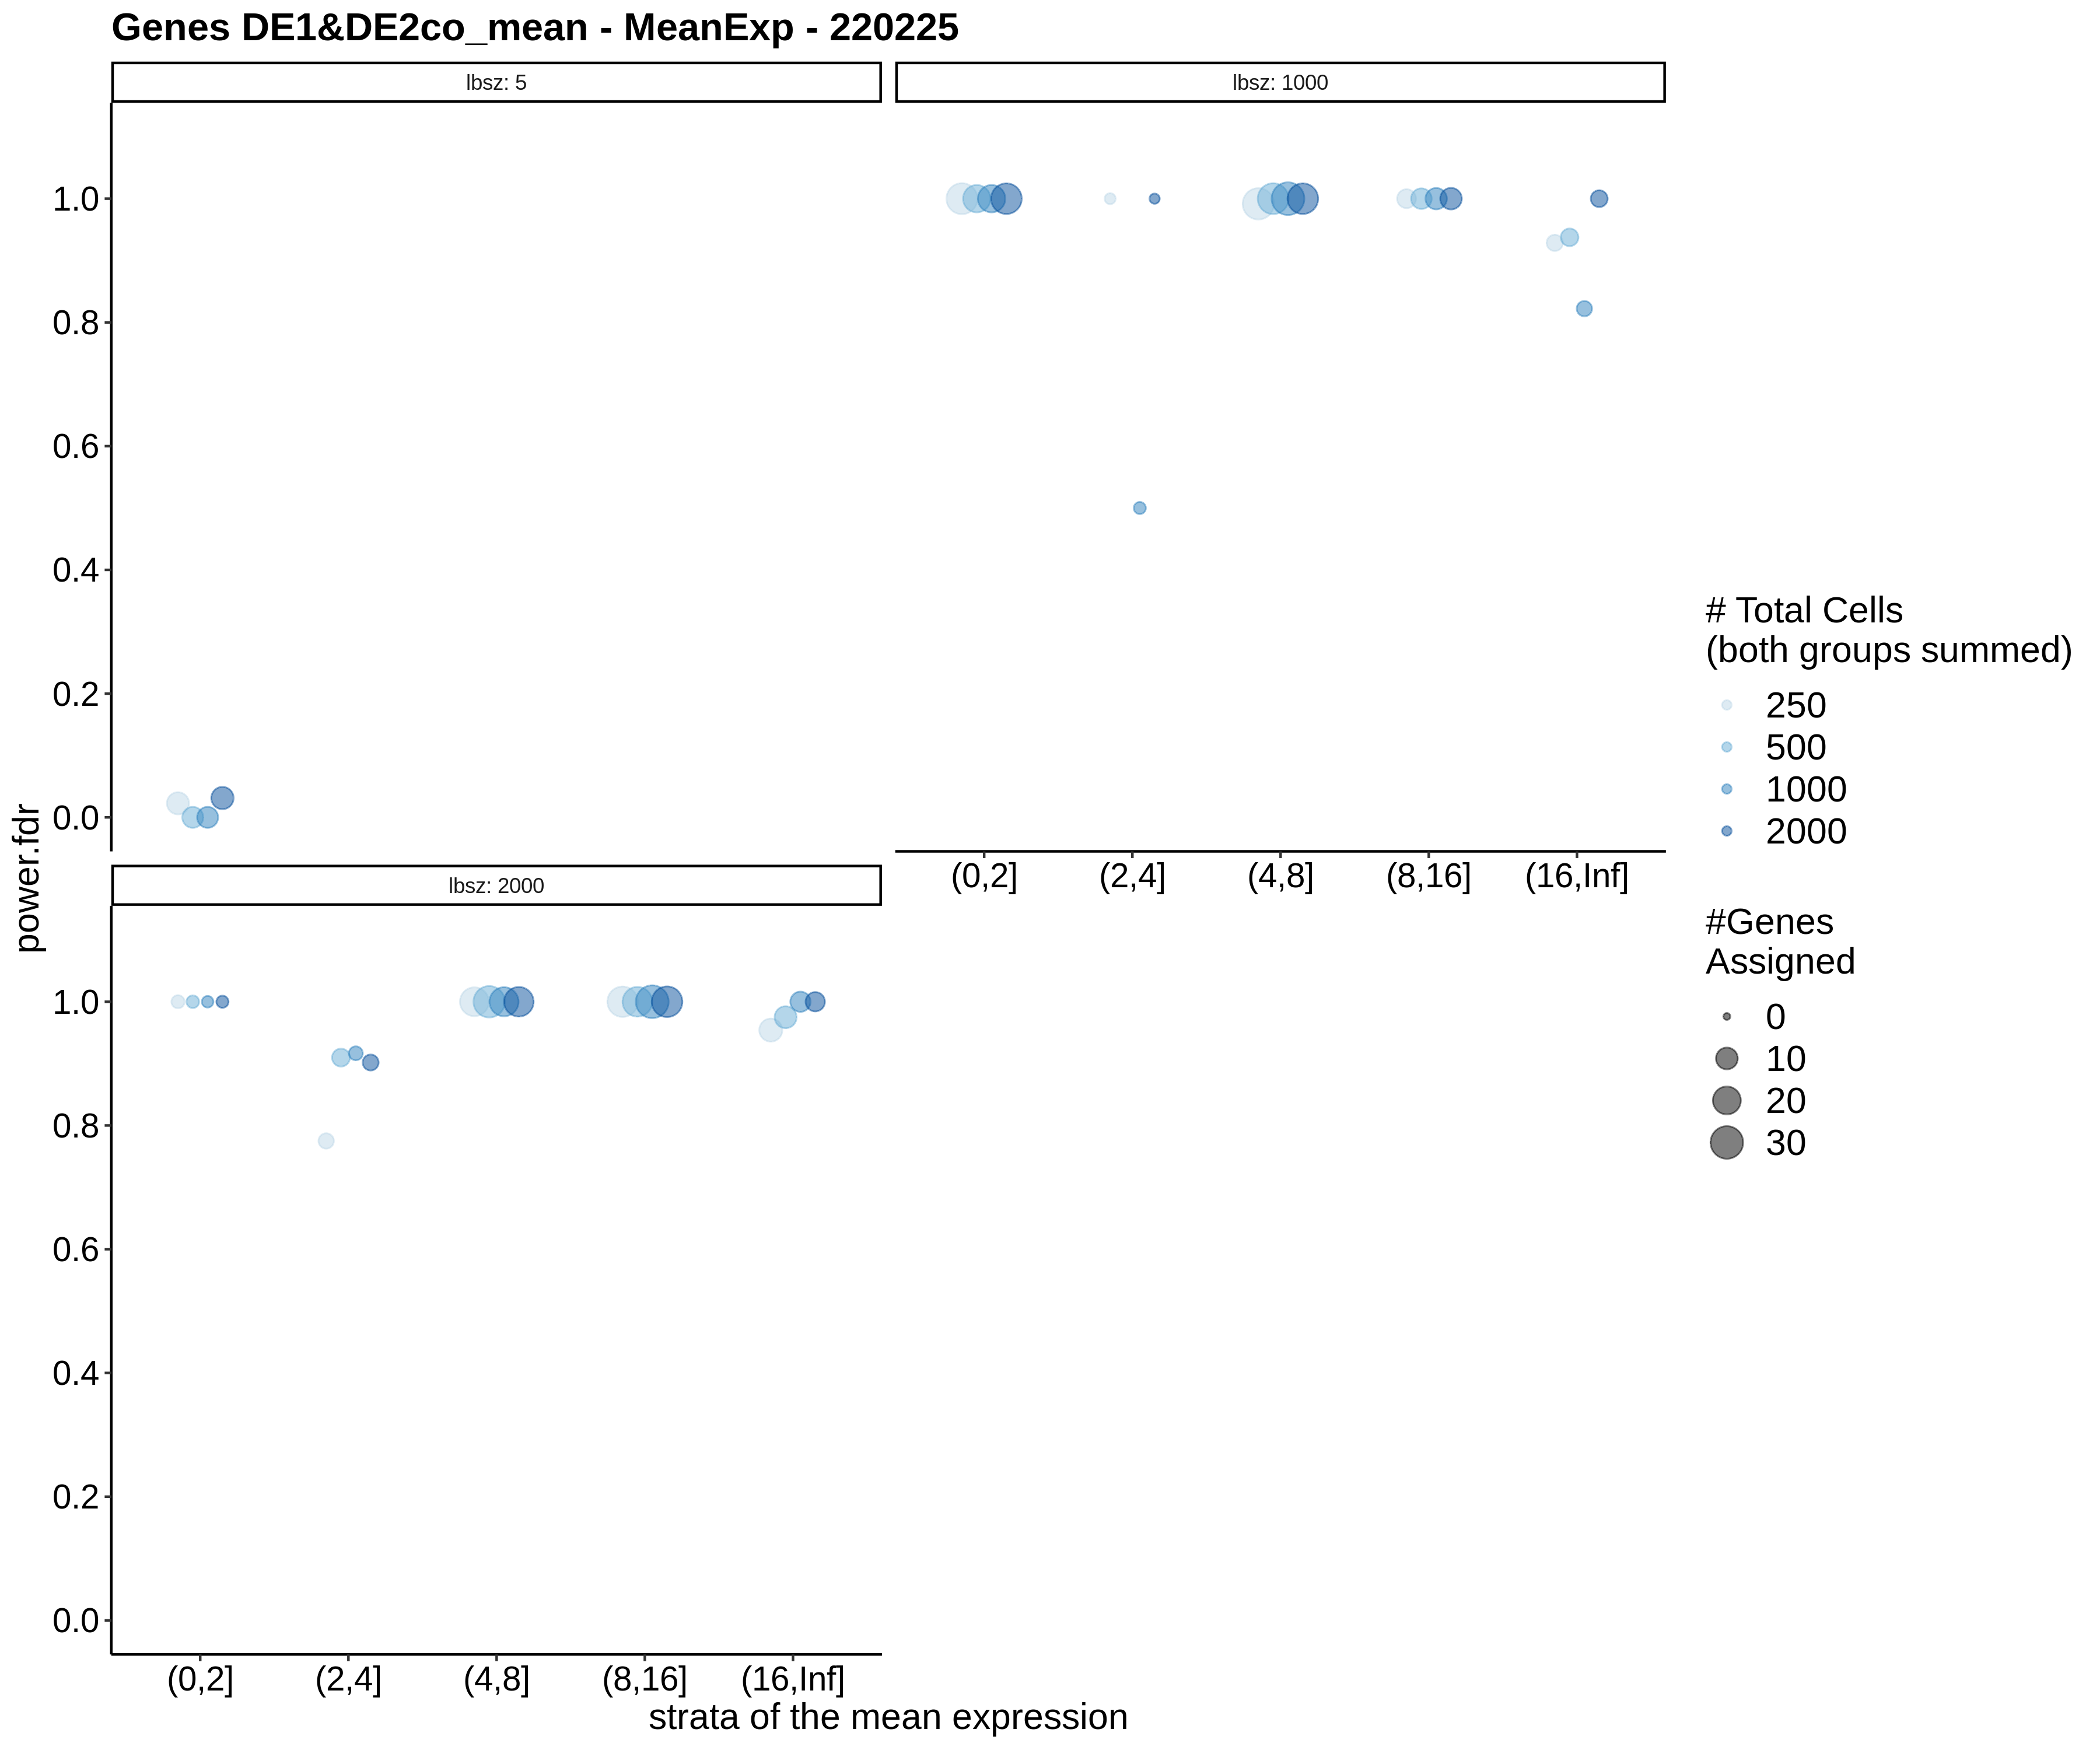 Genes DE1&DE2co_mean - MeanExp - 220225
lbsz: 5
lbsz: 1000
1.0
0.8
0.6
0.4
0.2
0.0
(0,2]
(2,4]
(4,8]
(8,16]
(16,Inf]
lbsz: 2000
1.0
0.8
0.6
0.4
0.2
0.0
(0,2]
(2,4]
(4,8]
(8,16]
(16,Inf]
power.fdr
strata of the mean expression
# Total Cells
(both groups summed)
250
500
1000
2000
#Genes
Assigned
0
10
20
30